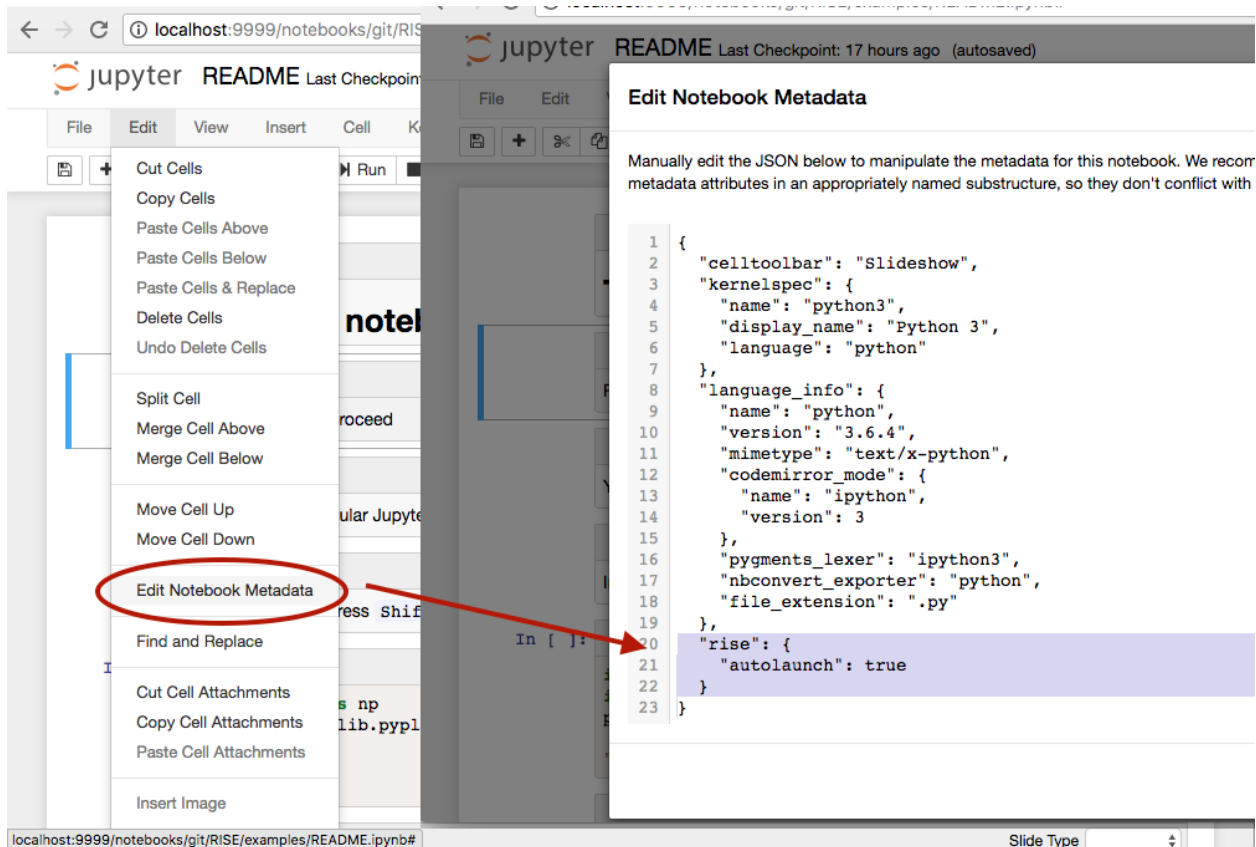 localhost:9999/notebooks/git/RIS
jupyter README Last Checkpoin
File Edit View Insert Cell
Run
Cut Cells
Copy Cells
Paste Cells Above
Paste Cells Below
Paste Cells & Replace
Delete Cells
Undo Delete Cells
Split Cell
Merge Cell Above
Merge Cell Below
Move Cell Up
Move Cell Down
Edit Notebook Metadata
Find and Replace
Cut Cell Attachments
Copy Cell Attachments
Paste Cell Attachments
Insert Image
noteb
roceed
ular Jupyte
ress Shif
s np
lib.pypl
localhost:9999/notebooks/git/RISE/examples/README.ipynb#
jupyter README Last Checkpoint: 17 hours ago (autosaved)
File Edit
In [ ]:
Edit Notebook Metadata
Manually edit the JSON below to manipulate the metadata for this notebook. We recom
metadata attributes in an appropriately named substructure, so they don't conflict with
1 {
2 "celltoolbar": "Slideshow",
3 "kernelspec": {
4 "name": "python3",
5 "display_name": "Python 3",
6 "language": "python"
7 },
8 "language_info": {
9 "name": "python",
10 "version": "3.6.4",
11 "mimetype": "text/x-python",
12 "codemirror_mode": {
13 "name": "ipython",
14 "version": 3
15 },
16 "pygments_lexer": "ipython3",
17 "nbconvert_exporter": "python",
18 "file_extension": ".py"
19 },
20 "rise": {
21 "autolaunch": true
22 }
23 }
Slide Type